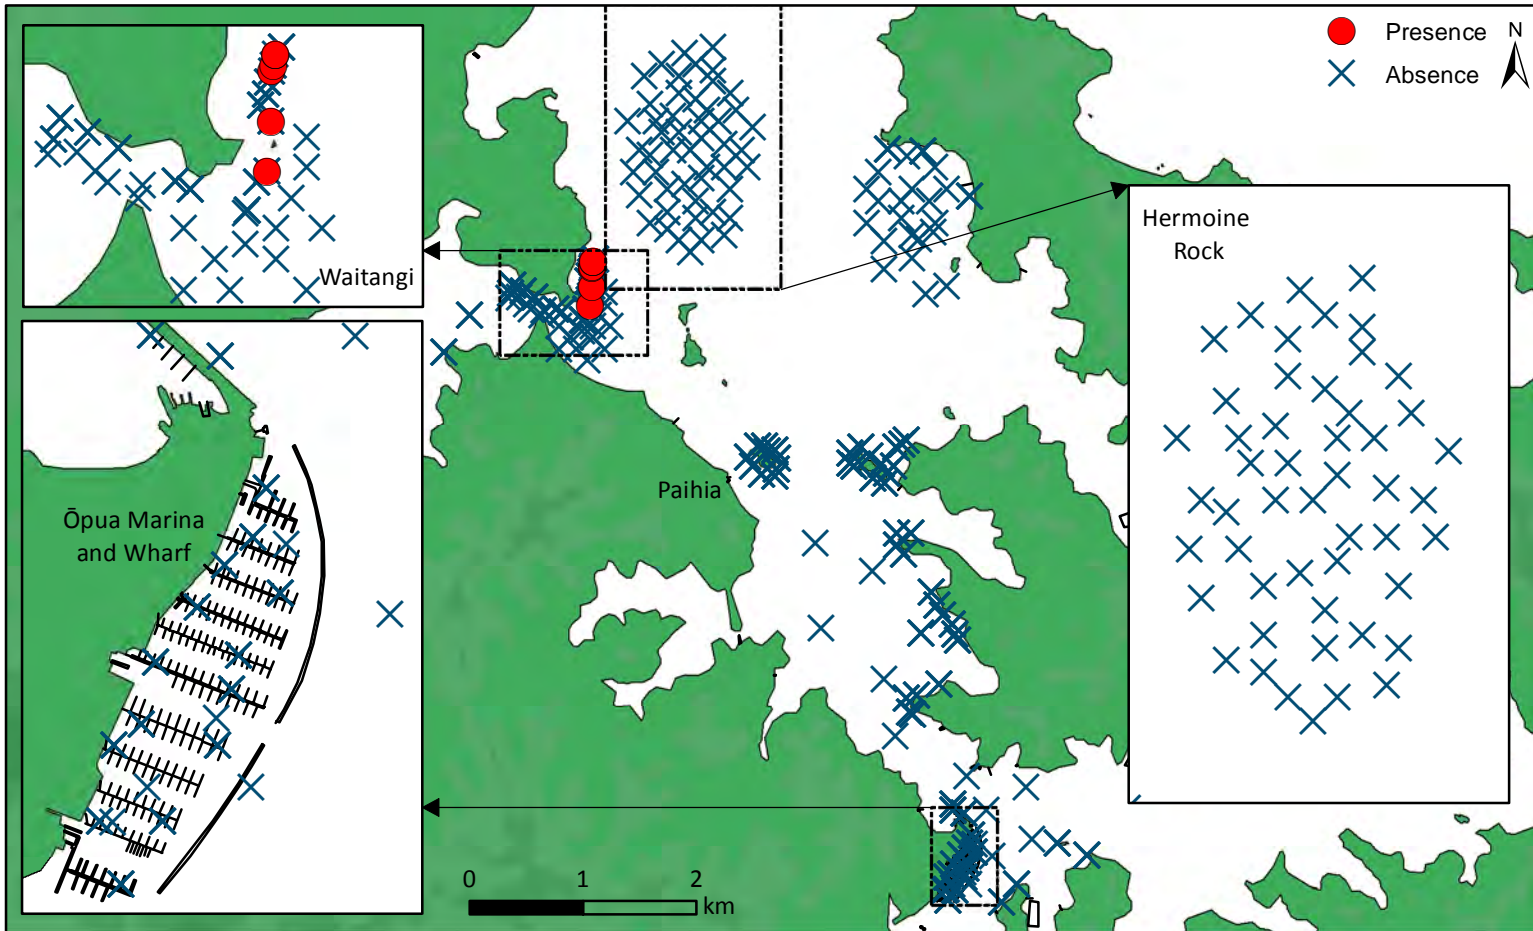 Presence
N
Absence
Waitangi
Hermoine
Rock
Ōpua Marina
and Wharf
Paihia
0 1 2
km